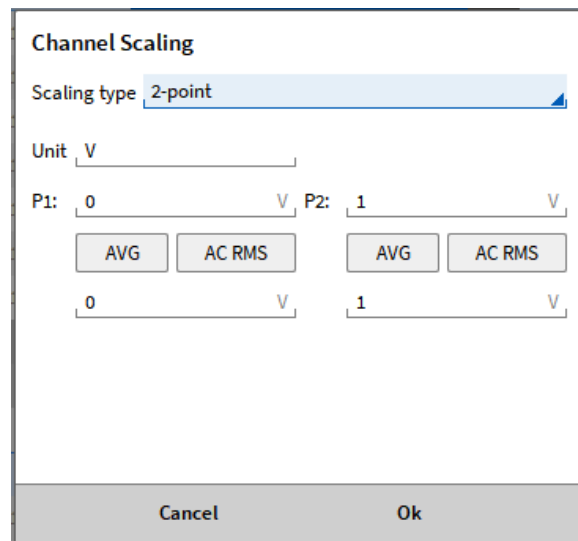 Channel Scaling
Scaling type 2-point
Unit V
P1: 0 V P2: 1 V
AVG AC RMS AVG AC RMS
0 V 1 V
Cancel Ok